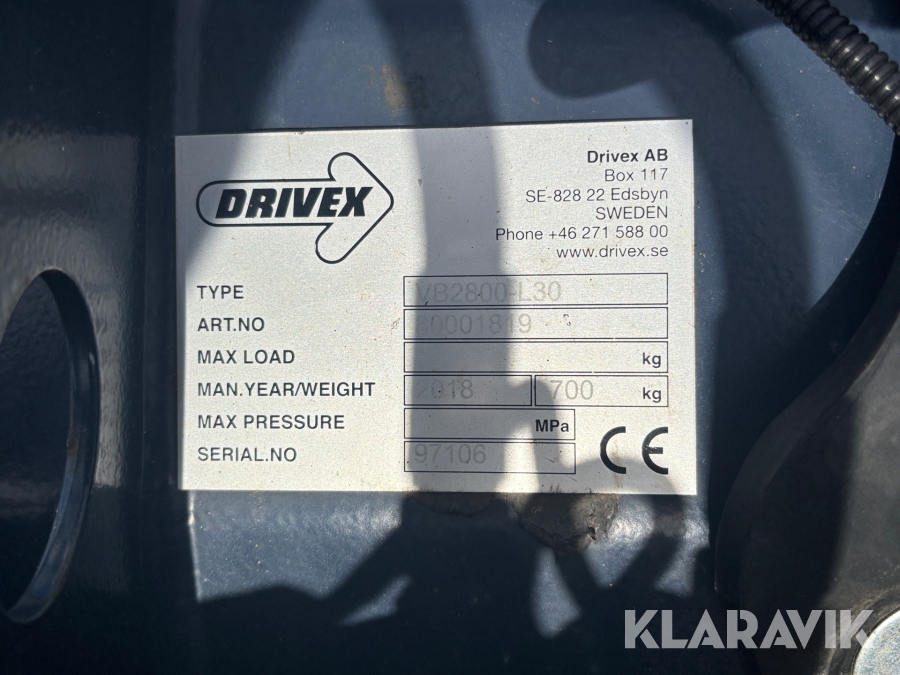 DRIVEX
Drivex AB
Box 117
SE-828 22 Edsbyn
SWEDEN
Phone +46 271 588 00
www.drivex.se
TYPE VB2800-L30
ART.NO
MAX LOAD kg
MAN.YEAR/WEIGHT 2018 700 kg
MAX PRESSURE MPa
SERIAL.NO 97106
CE
KLARAVIK